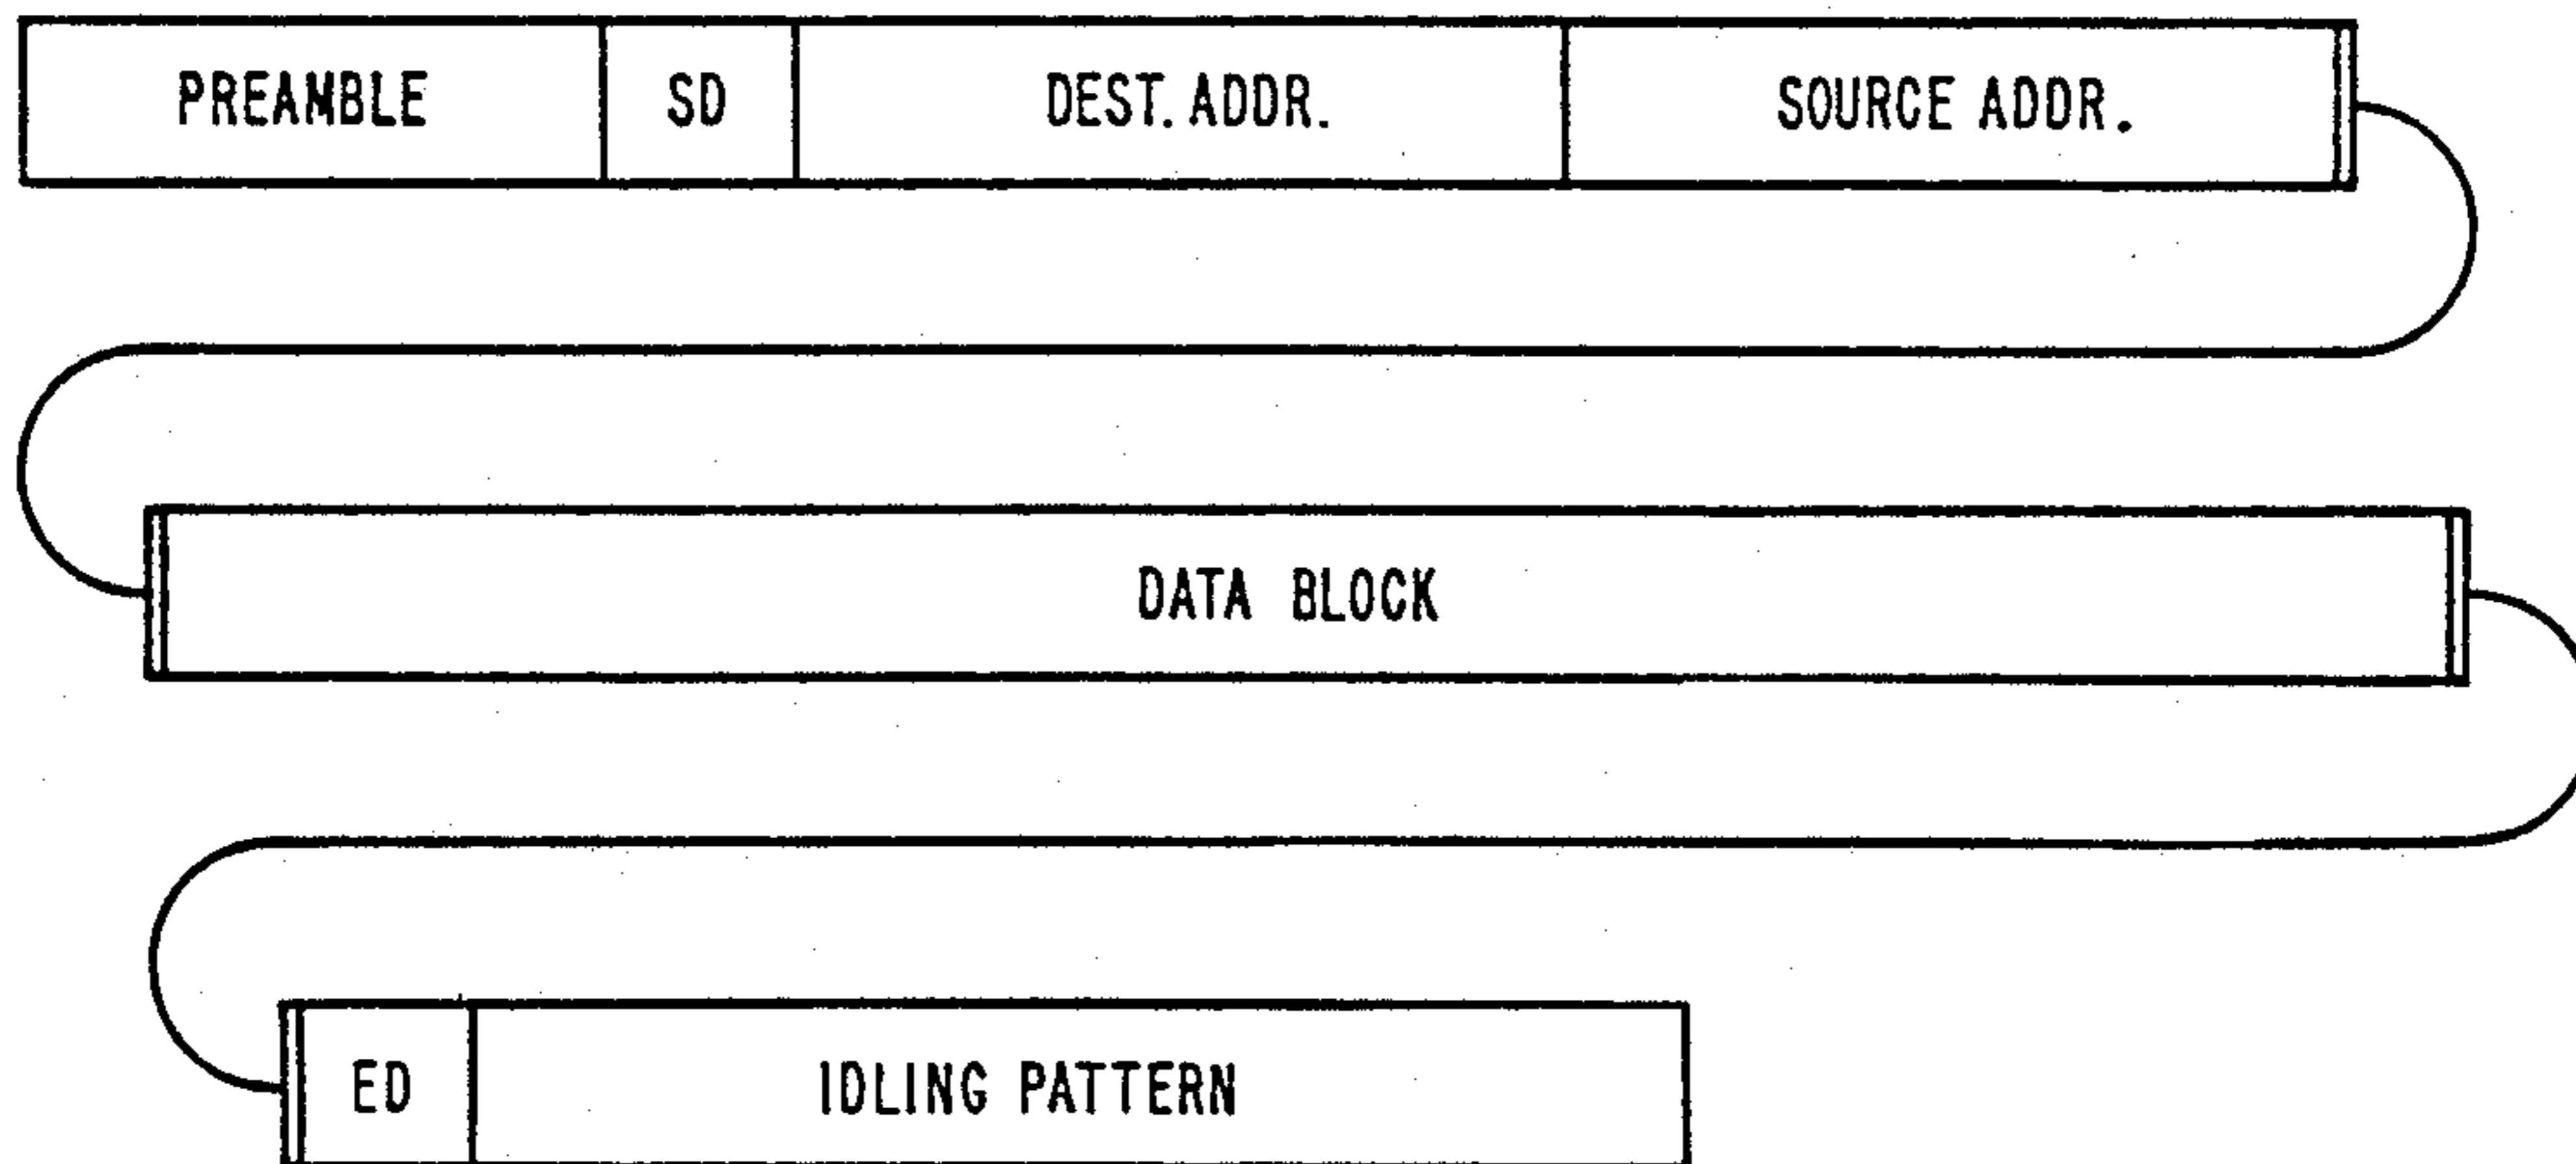 PREAMBLE SD DEST. ADDR. SOURCE ADDR.
DATA BLOCK
ED IDLING PATTERN